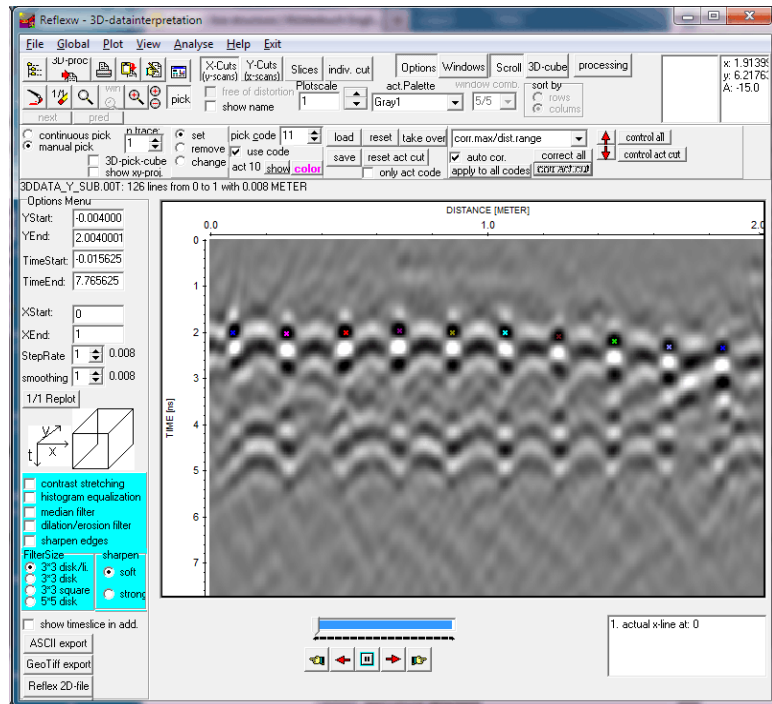 Reflexw - 3D-datainterpretation
File Global Plot View Analyse Help Exit
3D-proc
X-Cuts (y-scans)
Y-Cuts (x-scans)
Slices
indiv. cut
Options
Windows
Scroll
3D-cube
processing
x: 1.91399
y: 6.21763
A: -15.0
1/2
win
pick
free of distortion
show name
Plotscale
1
act.Palette
Gray1
window comb.
5/5
sort by
rows
colums
next
pred
continuous pick
manual pick
n.trace
1
3D-pick-cube
show xy-proj.
set
remove
change
pick code 11
use code
act 10 show color
load
reset
take over
save
reset act cut
only act code
corr.max/dist.range
auto cor.
correct all
apply to all codes
corr.act.cut
control all
control act cut
3DDATA_Y_SUB.00T: 126 lines from 0 to 1 with 0.008 METER
Options Menu
YStart: -0.004000
YEnd: 2.0040001
TimeStart: -0.015625
TimeEnd: 7.765625
XStart: 0
XEnd: 1
StepRate 1 0.008
smoothing 1 0.008
1/1 Replot
y
x
t
contrast stretching
histogram equalization
median filter
dilation/erosion filter
sharpen edges
FilterSize
3*3 disk/li.
3*3 disk
3*3 square
5*5 disk
sharpen
soft
strong
show timeslice in add.
ASCII export
GeoTiff export
Reflex 2D-file
DISTANCE [METER]
0.0
1.0
2.0
TIME [ns]
0
1
2
3
4
5
6
7
1. actual x-line at: 0